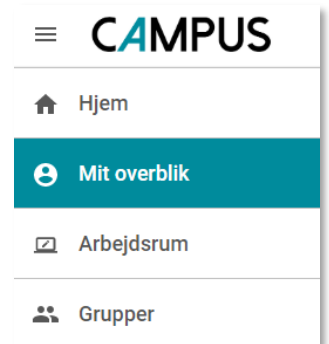 CAMPUS
Hjem
Mit overblik
Arbejdsrum
Grupper